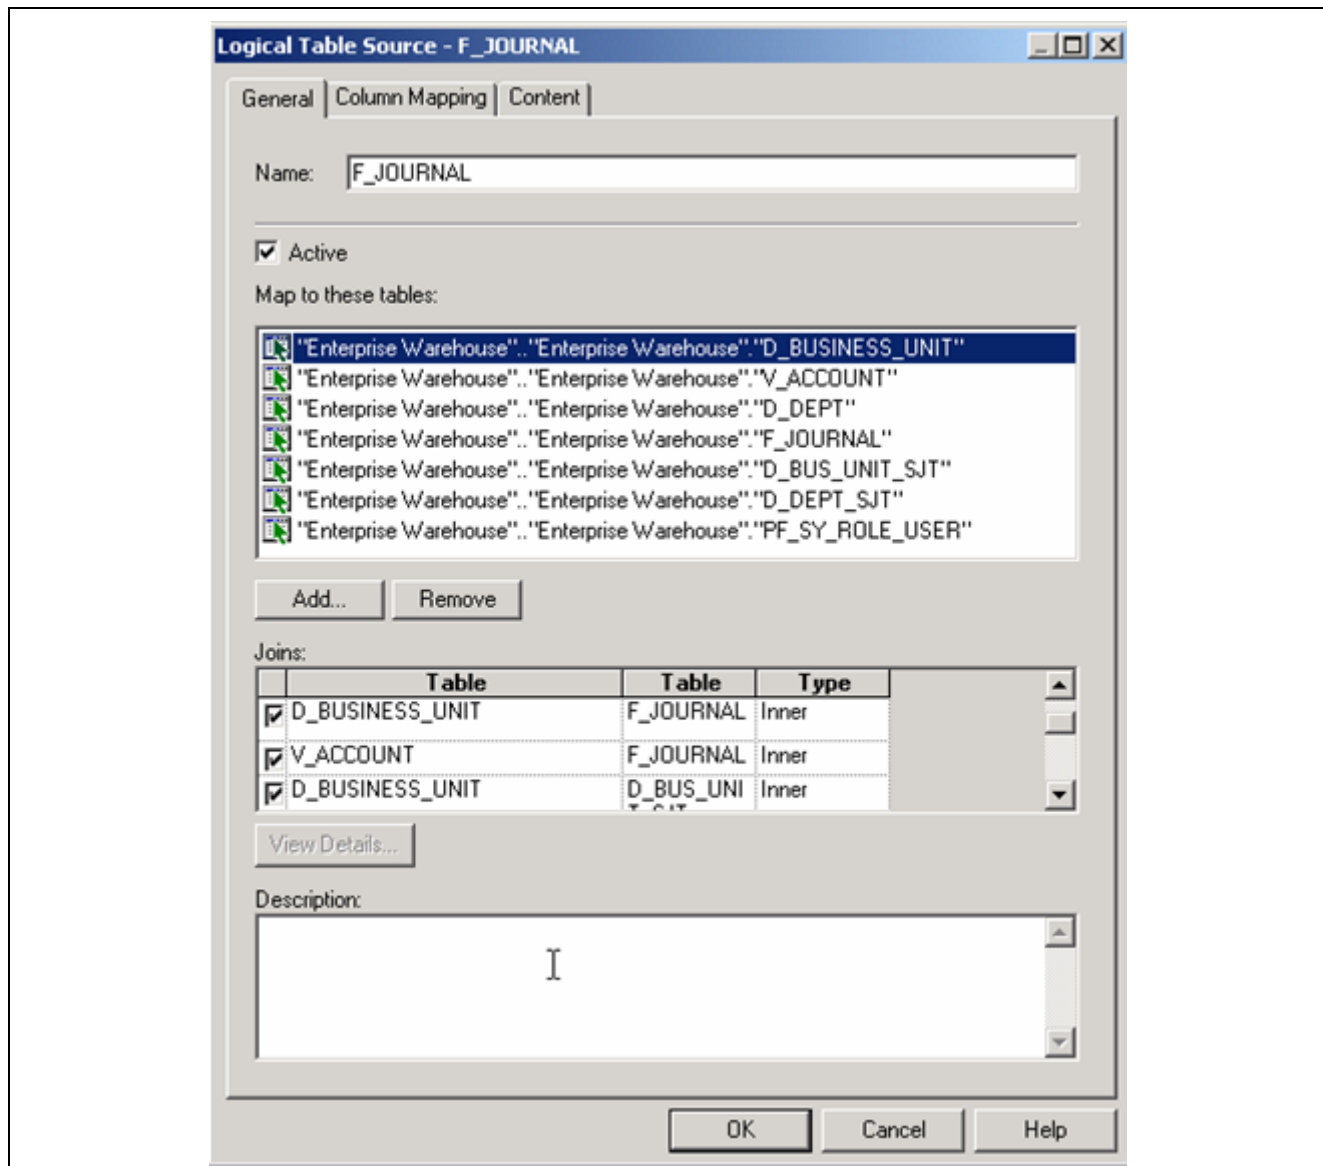 Logical Table Source - F_JOURNAL
General Column Mapping Content
Name: F_JOURNAL
Active
Map to these tables:
"Enterprise Warehouse".."Enterprise Warehouse"."D_BUSINESS_UNIT"
"Enterprise Warehouse".."Enterprise Warehouse"."V_ACCOUNT"
"Enterprise Warehouse".."Enterprise Warehouse"."D_DEPT"
"Enterprise Warehouse".."Enterprise Warehouse"."F_JOURNAL"
"Enterprise Warehouse".."Enterprise Warehouse"."D_BUS_UNIT_SJT"
"Enterprise Warehouse".."Enterprise Warehouse"."D_DEPT_SJT"
"Enterprise Warehouse".."Enterprise Warehouse"."PF_SY_ROLE_USER"
Add... Remove
Joins:
Table Table Type
D_BUSINESS_UNIT F_JOURNAL Inner
V_ACCOUNT F_JOURNAL Inner
D_BUSINESS_UNIT D_BUS_UNI Inner
View Details...
Description:
OK Cancel Help